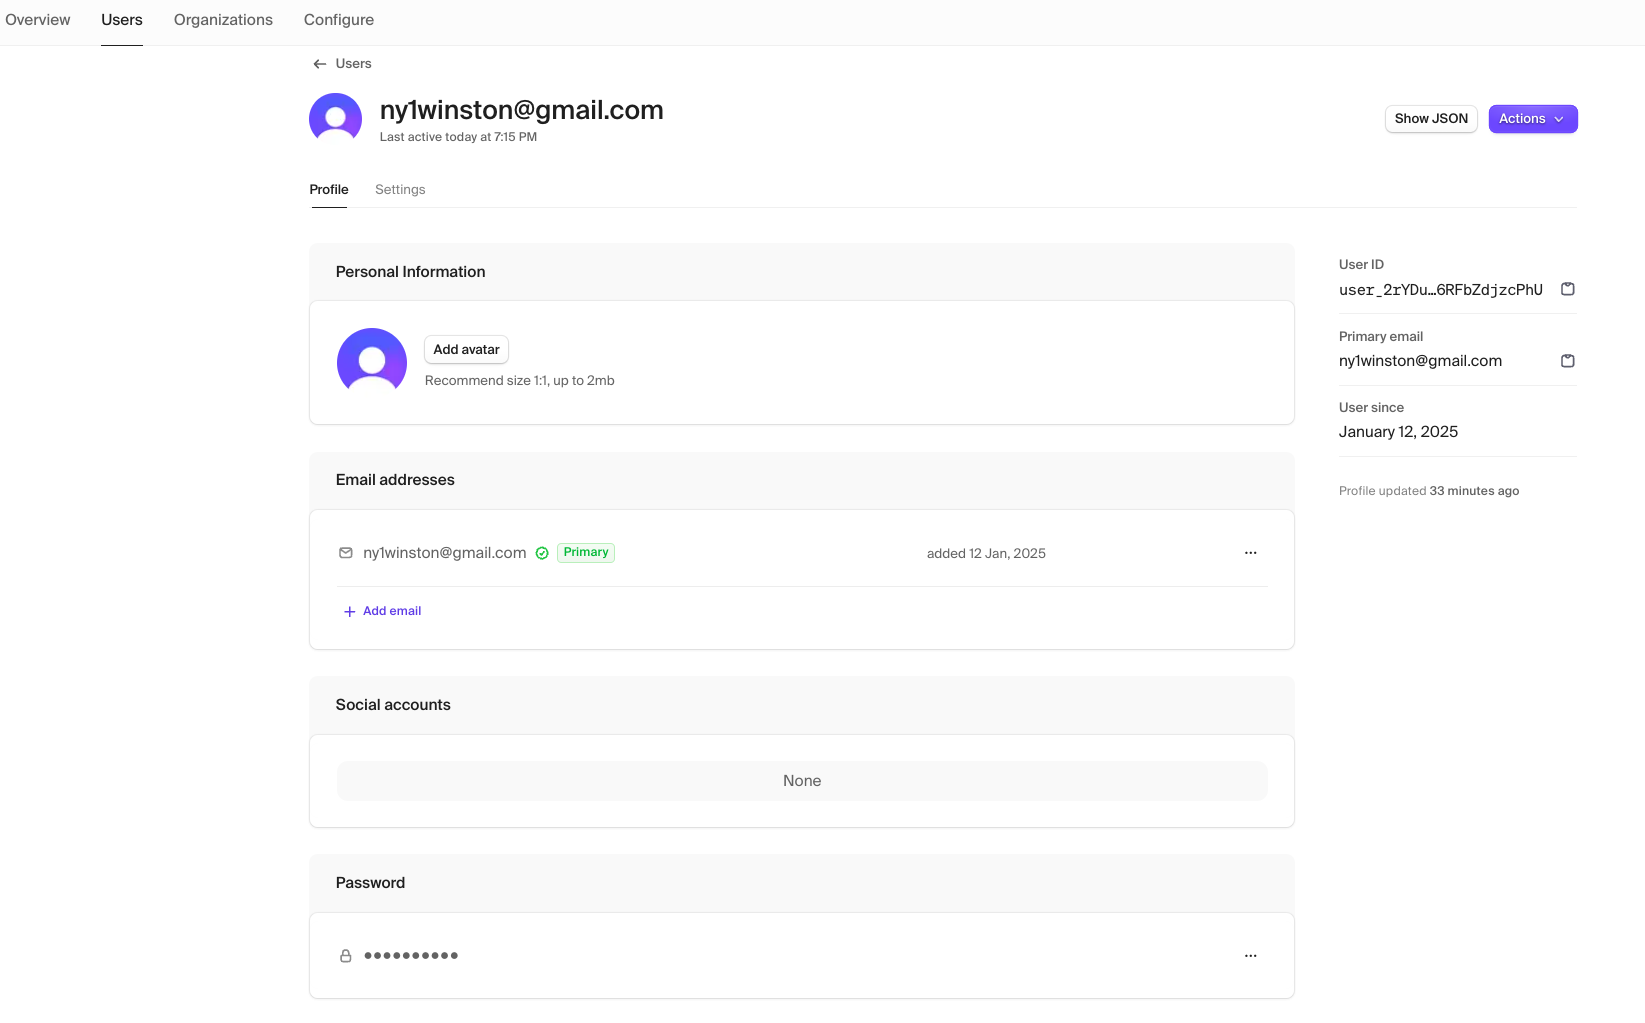 Overview Users Organizations Configure
Users
ny1winston@gmail.com
Last active today at 7:15 PM
Show JSON
Actions
Profile Settings
Personal Information
Add avatar
Recommend size 1:1, up to 2mb
Email addresses
ny1winston@gmail.com Primary added 12 Jan, 2025
Add email
Social accounts
None
Password
••••••••••
User ID
user_2rYDu…6RFbZdjzcPhU
Primary email
ny1winston@gmail.com
User since
January 12, 2025
Profile updated 33 minutes ago